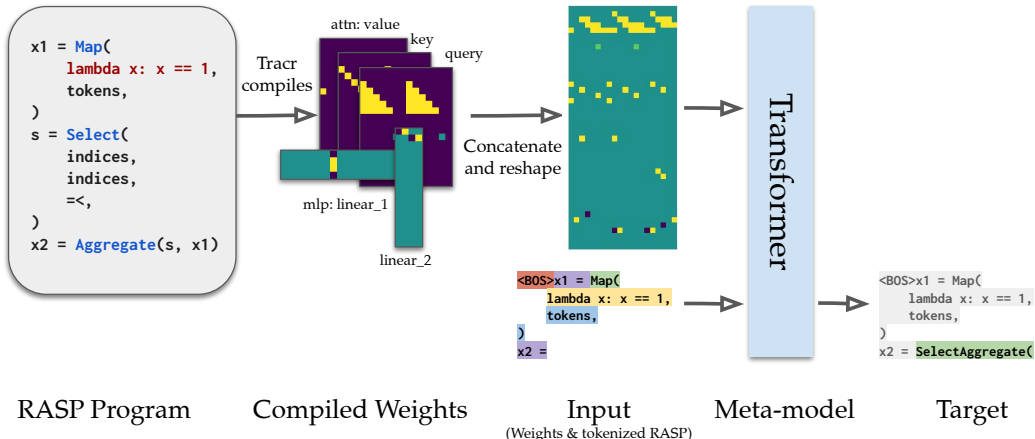 x1 = Map(
lambda x: x == 1,
tokens,
)
s = Select(
indices,
indices,
=<,
)
x2 = Aggregate(s, x1)
Tracr
compiles
attn: value
key
query
mlp: linear_1
linear_2
Concatenate
and reshape
<BOS>x1 = Map(
lambda x: x == 1,
tokens,
)
x2 =
Transformer
<BOS>x1 = Map(
lambda x: x == 1,
tokens,
)
x2 = SelectAggregate(
RASP Program
Compiled Weights
Input
(Weights & tokenized RASP)
Meta-model
Target